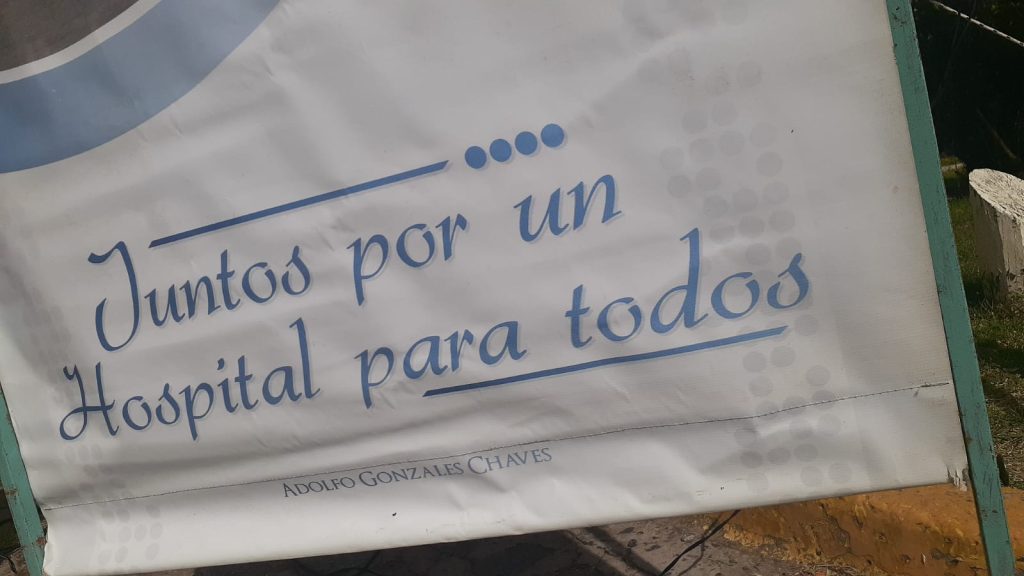 Juntos por un
Hospital para todos
Adolfo Gonzales Chaves